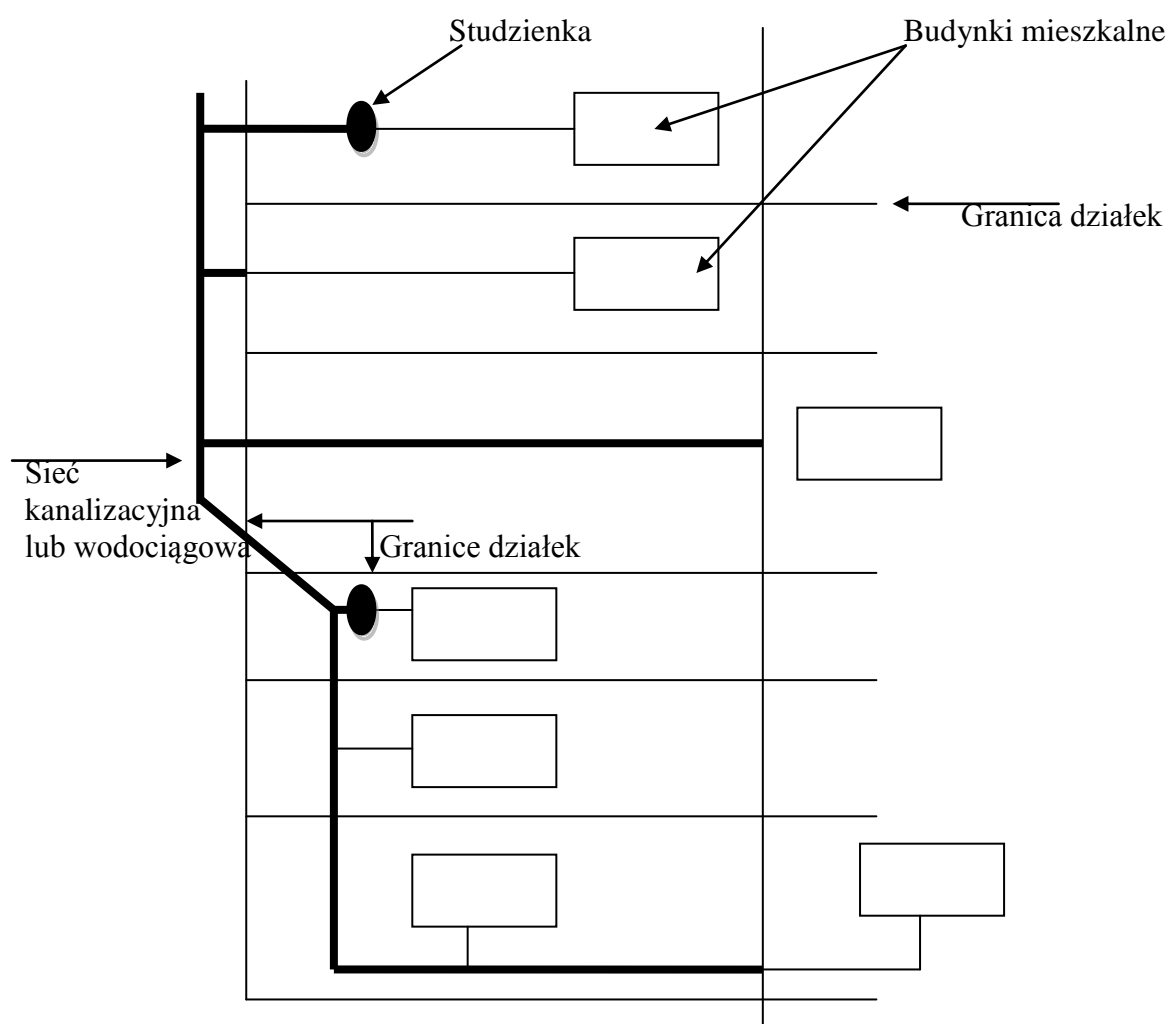 Studzienka
Budynki mieszkalne
Granica działek
Sieć
kanalizacyjna
lub wodociągowa
Granice działek